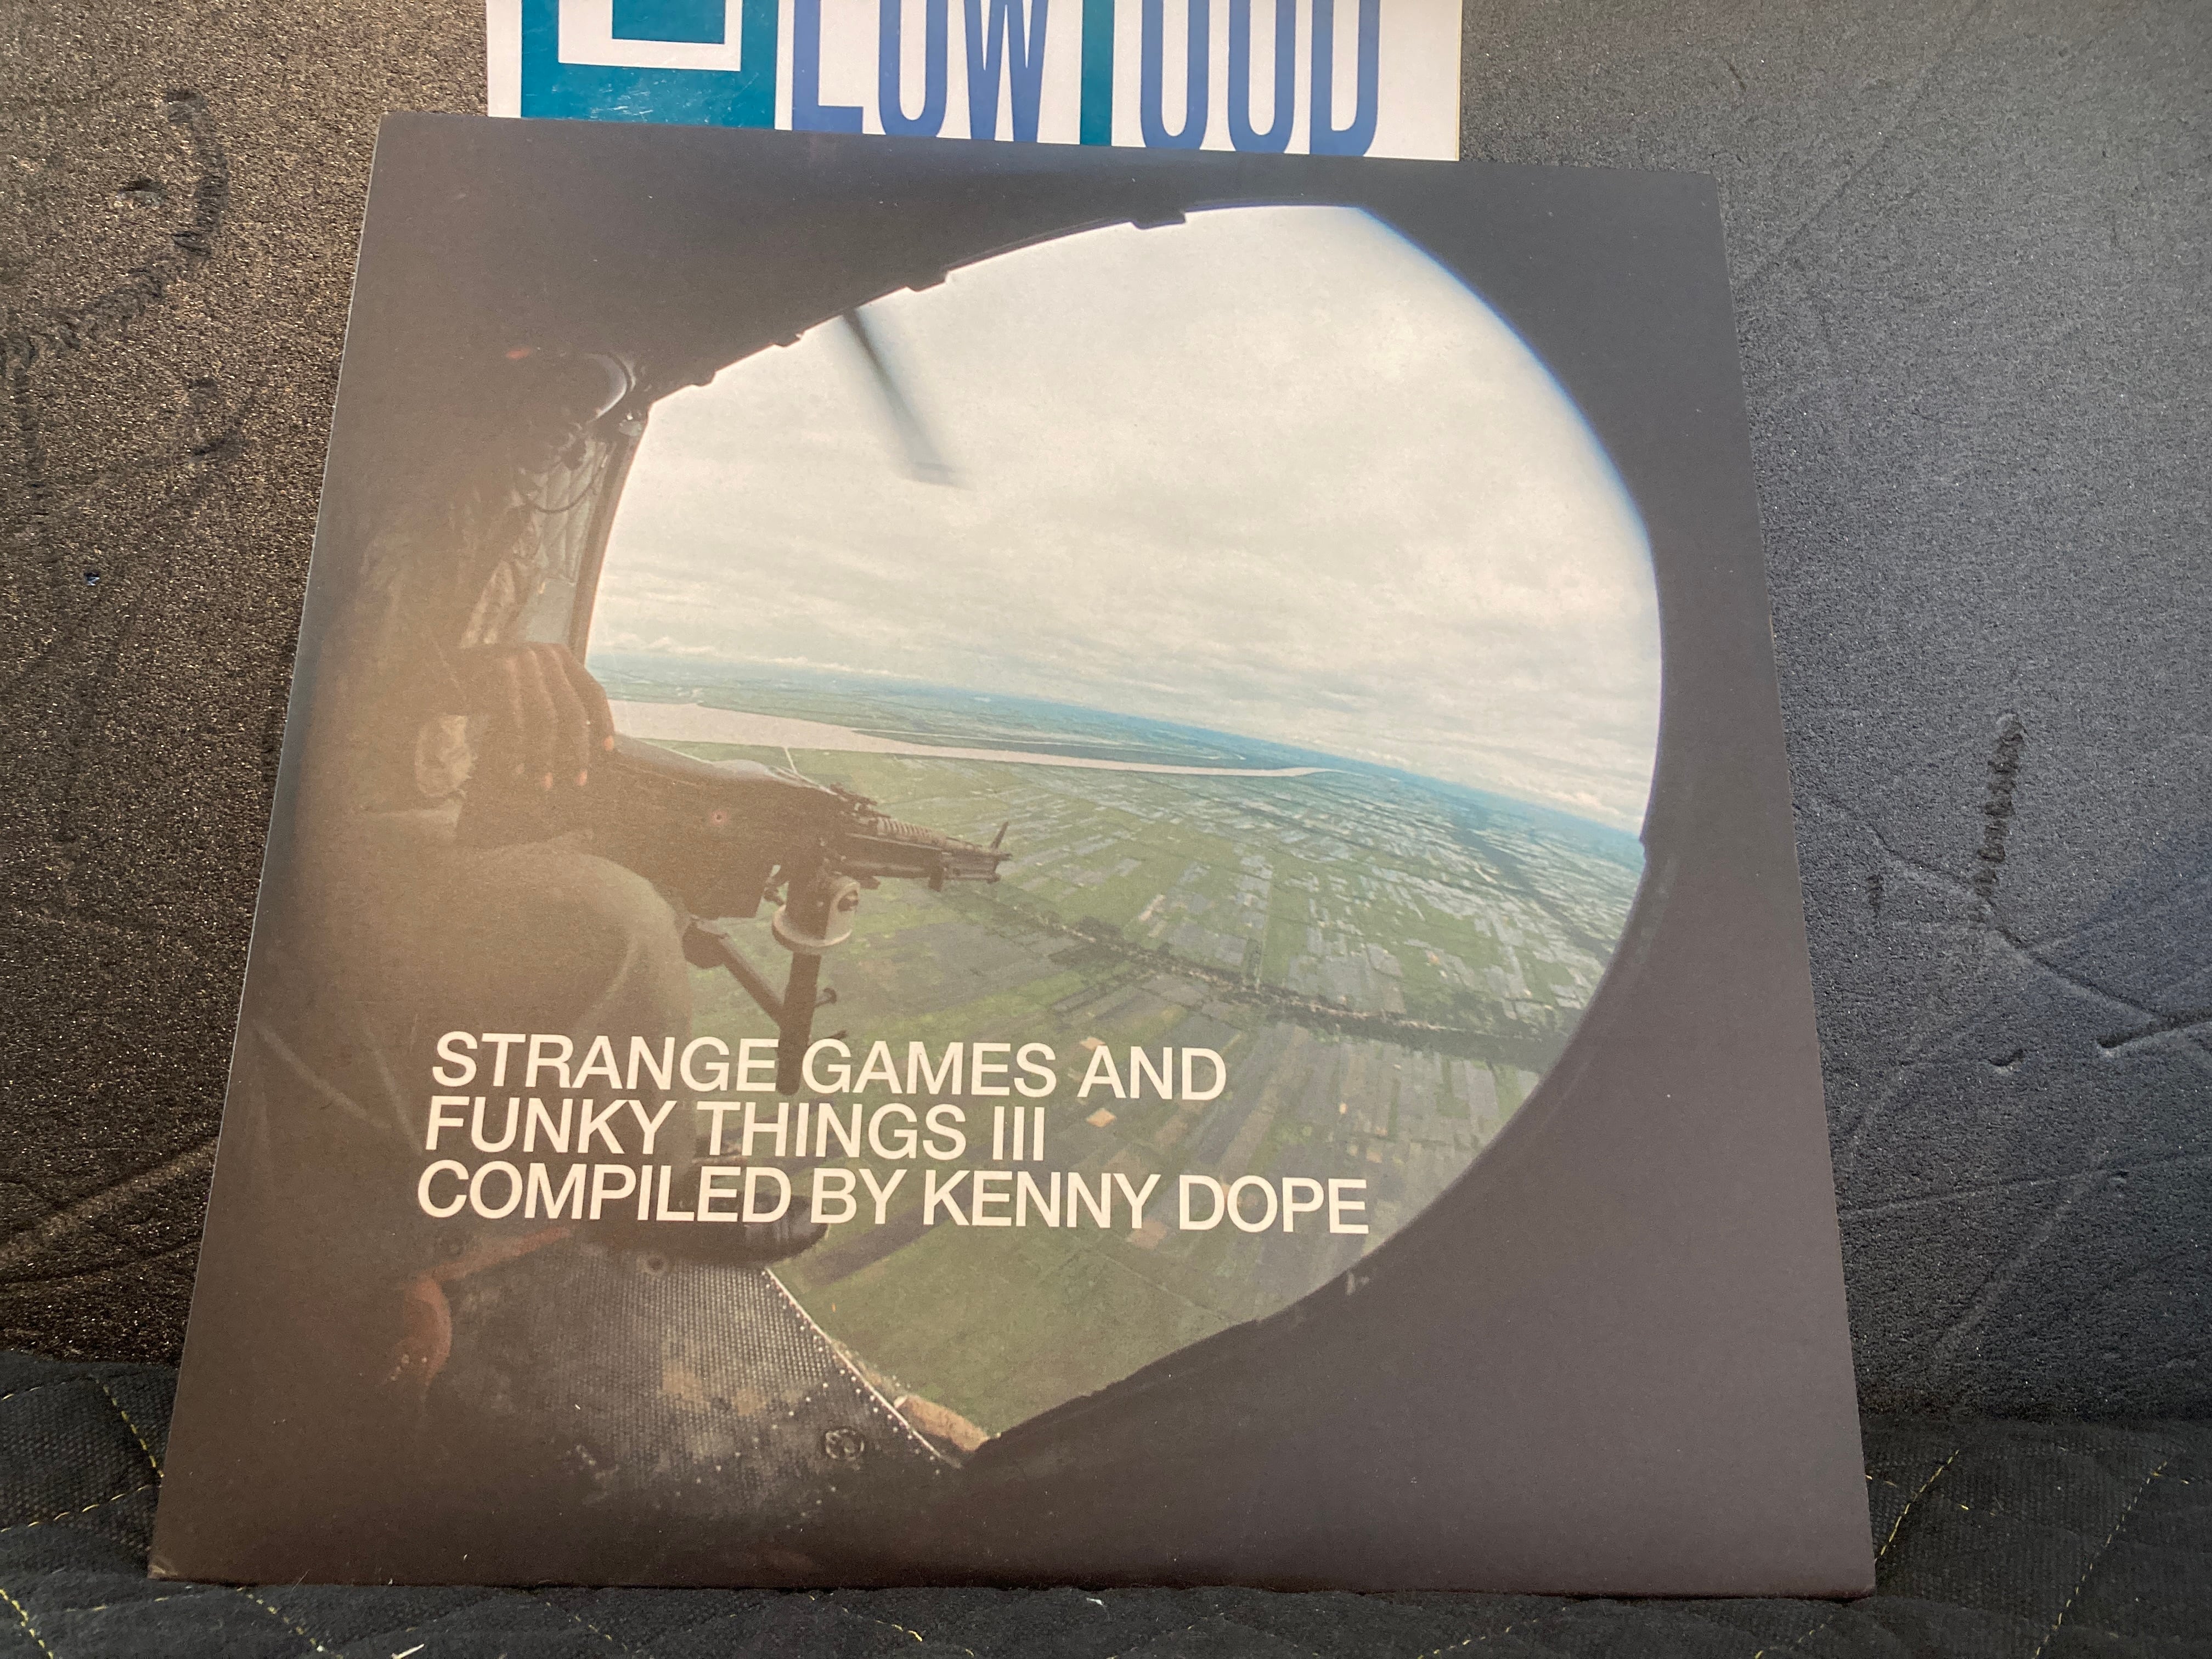 STRANGE GAMES AND
FUNKY THINGS III
COMPILED BY KENNY DOPE